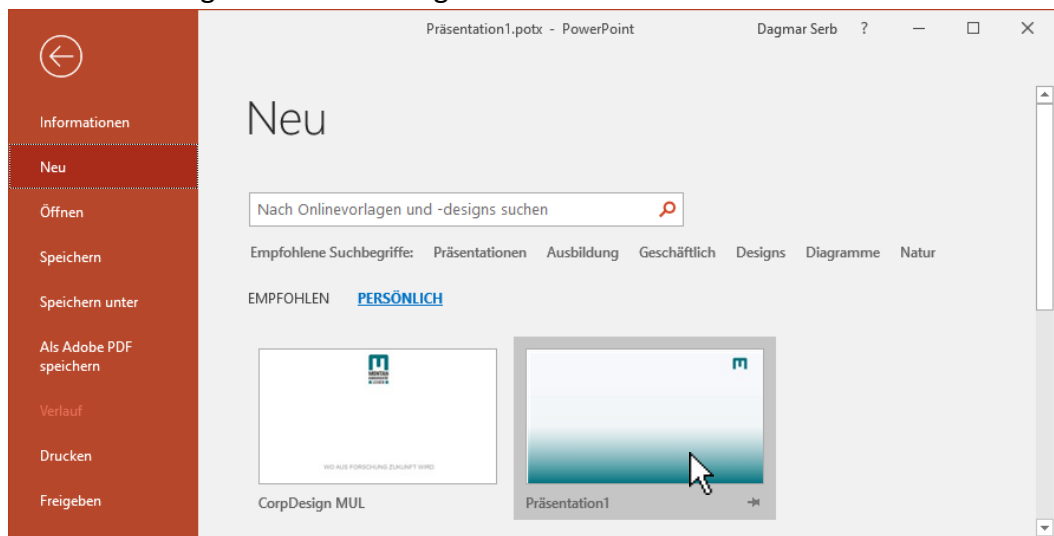 Präsentation1.potx - PowerPoint
Dagmar Serb
?
Informationen
Neu
Öffnen
Speichern
Speichern unter
Als Adobe PDF
speichern
Verlauf
Drucken
Freigeben
Neu
Nach Onlinevorlagen und -designs suchen
Empfohlene Suchbegriffe: Präsentationen Ausbildung Geschäftlich Designs Diagramme Natur
EMPFOHLEN PERSÖNLICH
WO AUS FORSCHUNG ZUKUNFT WIRD
CorpDesign MUL
Präsentation1